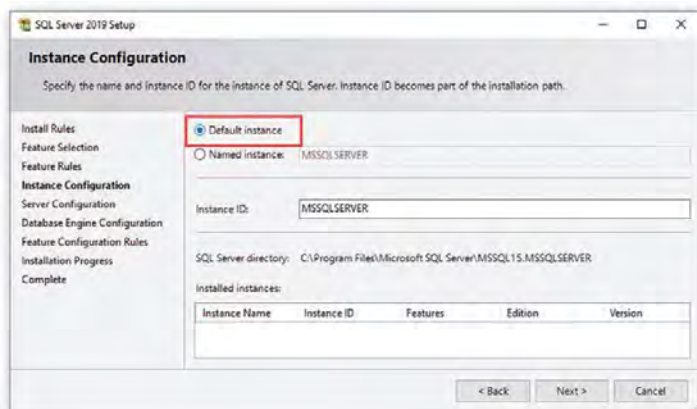 SQL Server 2019 Setup
Instance Configuration
Specify the name and instance ID for the instance of SQL Server. Instance ID becomes part of the installation path.
Install Rules
Feature Selection
Feature Rules
Instance Configuration
Server Configuration
Database Engine Configuration
Feature Configuration Rules
Installation Progress
Complete
Default instance
Named instance: MSSQLSERVER
Instance ID: MSSQLSERVER
SQL Server directory: C:\Program Files\Microsoft SQL Server\MSSQL15.MSSQLSERVER
Installed instances:
Instance Name Instance ID Features Edition Version
< Back Next > Cancel